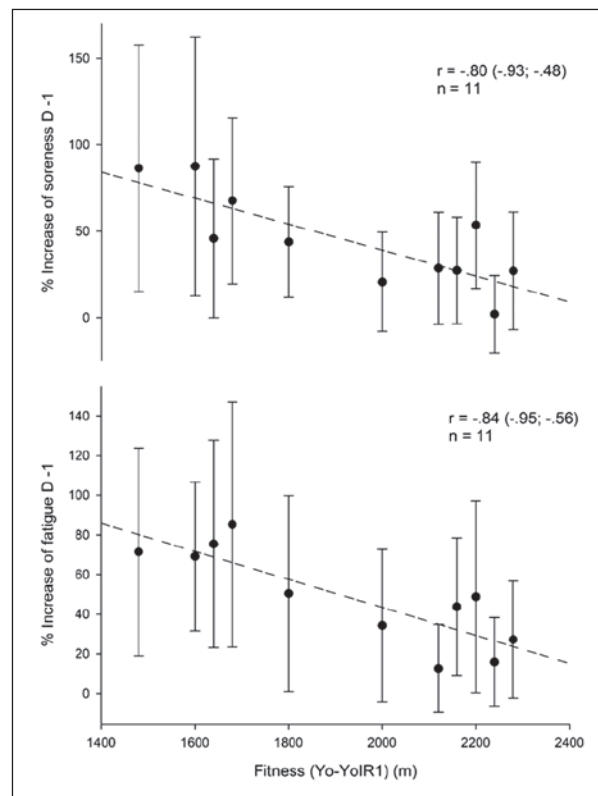 r = -.80 (-.93; -.48)
n = 11
% Increase of soreness D -1
150
100
50
0
r = -.84 (-.95; -.56)
n = 11
% Increase of fatigue D -1
140
120
100
80
60
40
20
0
1400 1600 1800 2000 2200 2400
Fitness (Yo-YoIR1) (m)